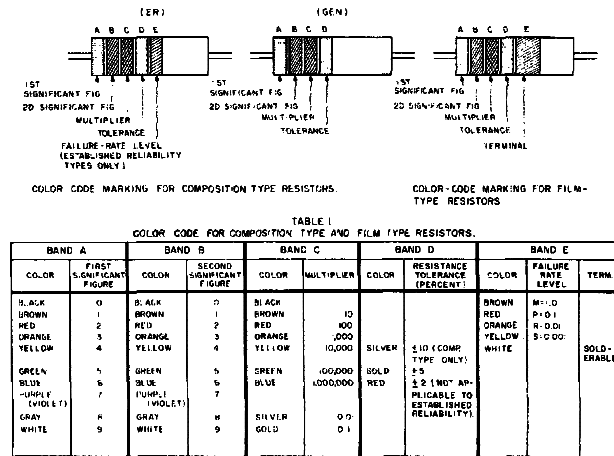 (ER) (GEN)
A B C D E A B C D A B C D E
1ST SIGNIFICANT FIG
2D SIGNIFICANT FIG
MULTIPLIER
TOLERANCE
FAILURE-RATE LEVEL
(ESTABLISHED RELIABILITY
TYPES ONLY)
1ST SIGNIFICANT FIG
2D SIGNIFICANT FIG
MULTIPLIER
TOLERANCE
1ST SIGNIFICANT FIG
2D SIGNIFICANT FIG
MULTIPLIER
TOLERANCE
TERMINAL
COLOR CODE MARKING FOR COMPOSITION TYPE RESISTORS.
COLOR-CODE MARKING FOR FILM-
TYPE RESISTORS
TABLE I
COLOR CODE FOR COMPOSITION TYPE AND FILM TYPE RESISTORS.
BAND A BAND B BAND C BAND D BAND E
COLOR FIRST SIGNIFICANT FIGURE COLOR SECOND SIGNIFICANT FIGURE COLOR MULTIPLIER COLOR RESISTANCE TOLERANCE (PERCENT) COLOR FAILURE RATE LEVEL TERM.
BLACK 0 BLACK 0 BLACK BROWN M=1.0
BROWN 1 BROWN 1 BROWN 10 RED P=0.1
RED 2 RED 2 RED 100 ORANGE R=0.01
ORANGE 3 ORANGE 3 ORANGE 1,000 YELLOW
YELLOW 4 YELLOW 4 YELLOW 10,000 SILVER ±10 (COMP. TYPE ONLY) WHITE SOLD-ERABLE
GREEN 5 GREEN 5 GREEN 100,000 GOLD ±5
BLUE 6 BLUE 6 BLUE 1,000,000 RED ±2 (NOT AP-
PURPLE 7 PURPLE 7 PLICABLE TO
(VIOLET) (VIOLET) ESTABLISHED
GRAY 8 GRAY 8 SILVER RELIABILITY).
WHITE 9 WHITE 9 GOLD 0.1